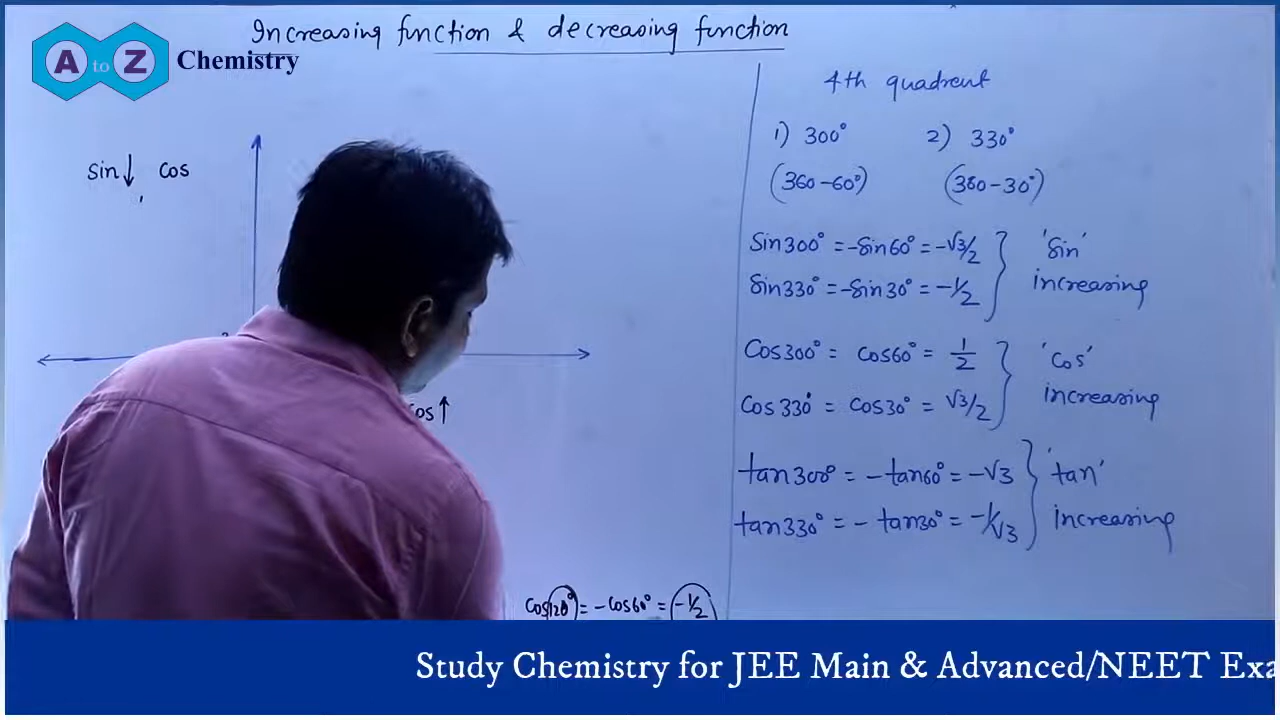 Increasing function & decreasing function
A to Z Chemistry
sin↓ cos
cos↑
Cos120° = -Cos60° = -1/2
4th quadrent
1) 300° 2) 330°
(360-60°) (360-30°)
Sin300° = -Sin60° = -√3/2
Sin330° = -Sin30° = -1/2
'Sin'
increasing
Cos300° = cos60° = 1/2
Cos330° = cos30° = √3/2
'Cos'
increasing
tan300° = -tan60° = -√3
tan330° = -tan30° = -1/√3
'tan'
increasing
Study Chemistry for JEE Main & Advanced/NEET Exa